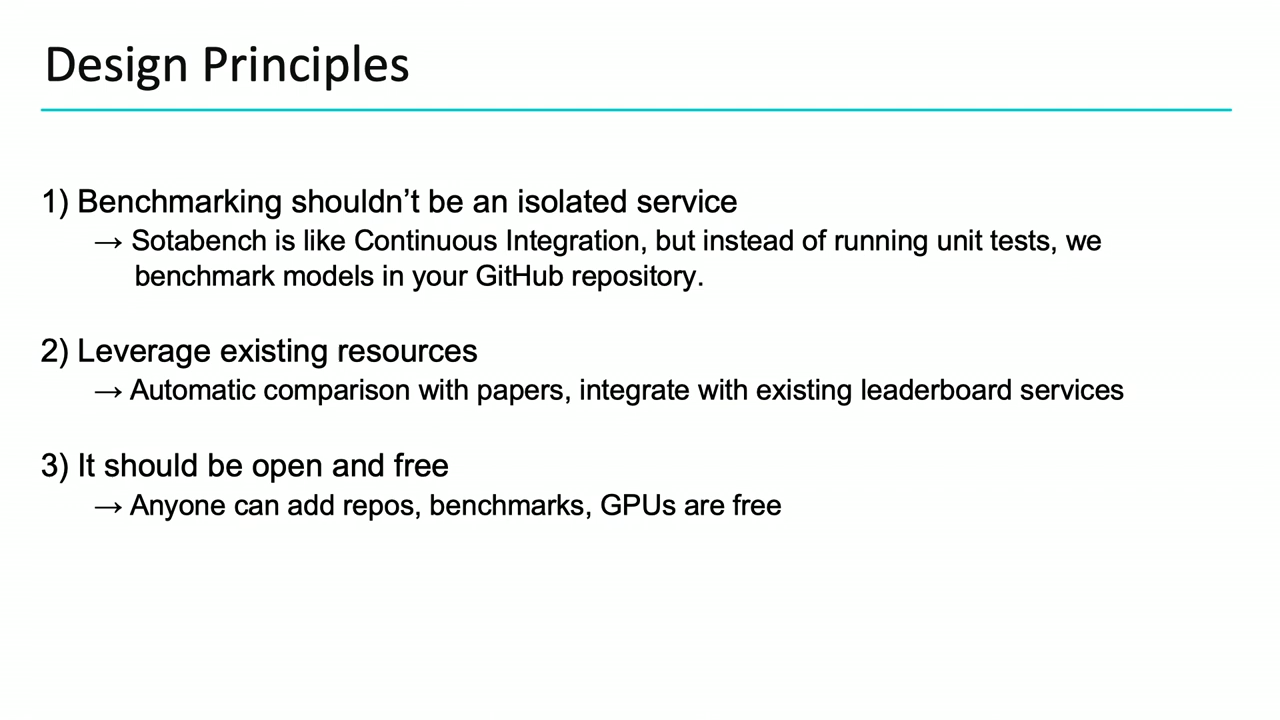 Design Principles
1) Benchmarking shouldn’t be an isolated service
→ Sotabench is like Continuous Integration, but instead of running unit tests, we
benchmark models in your GitHub repository.
2) Leverage existing resources
→ Automatic comparison with papers, integrate with existing leaderboard services
3) It should be open and free
→ Anyone can add repos, benchmarks, GPUs are free